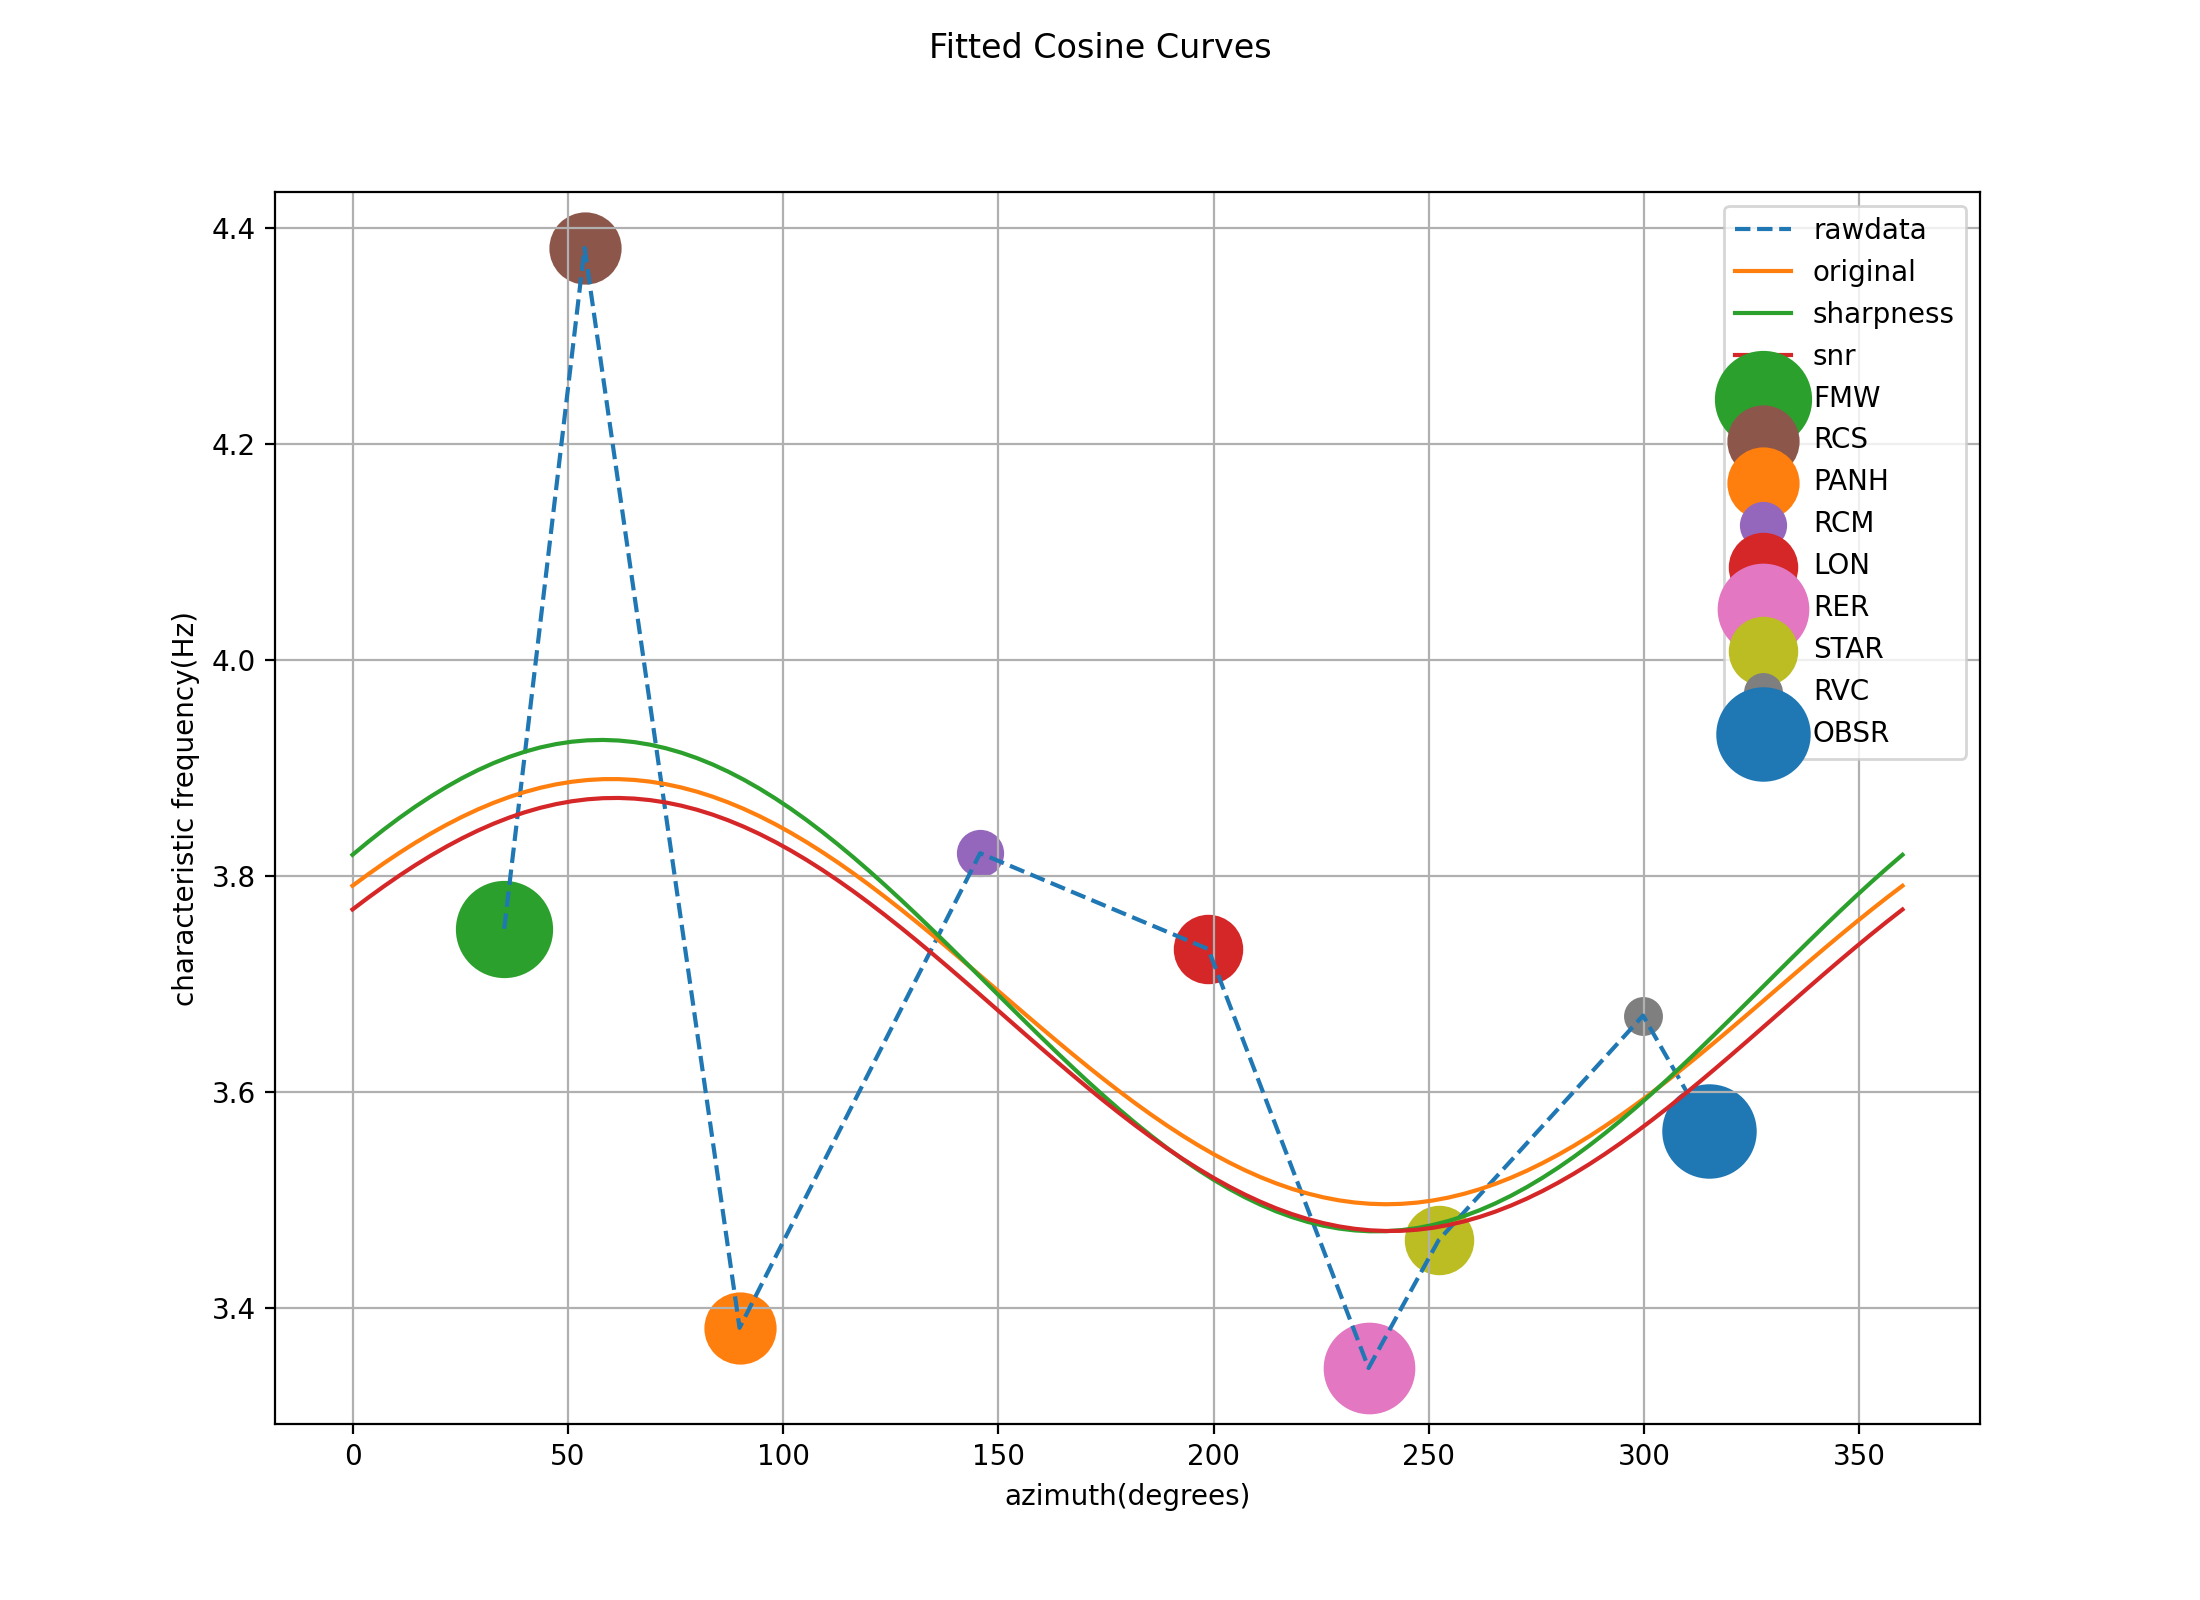 Fitted Cosine Curves
characteristic frequency(Hz)
4.4
4.2
4.0
3.8
3.6
3.4
rawdata
original
sharpness
snr
FMW
RCS
PANH
RCM
LON
RER
STAR
RVC
OBSR
0 50 100 150 200 250 300 350
azimuth(degrees)